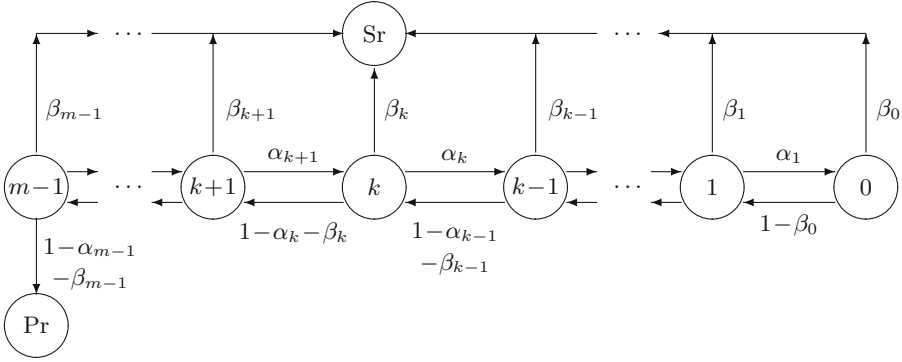 ··· Sr ···
β_{m−1} β_{k+1} β_k β_{k−1} β_1 β_0
α_{k+1} α_k α_1
m−1 ··· k+1 k k−1 ··· 1 0
1−α_k−β_k 1−α_{k−1} 1−β_0
−β_{k−1}
1−α_{m−1}
−β_{m−1}
Pr